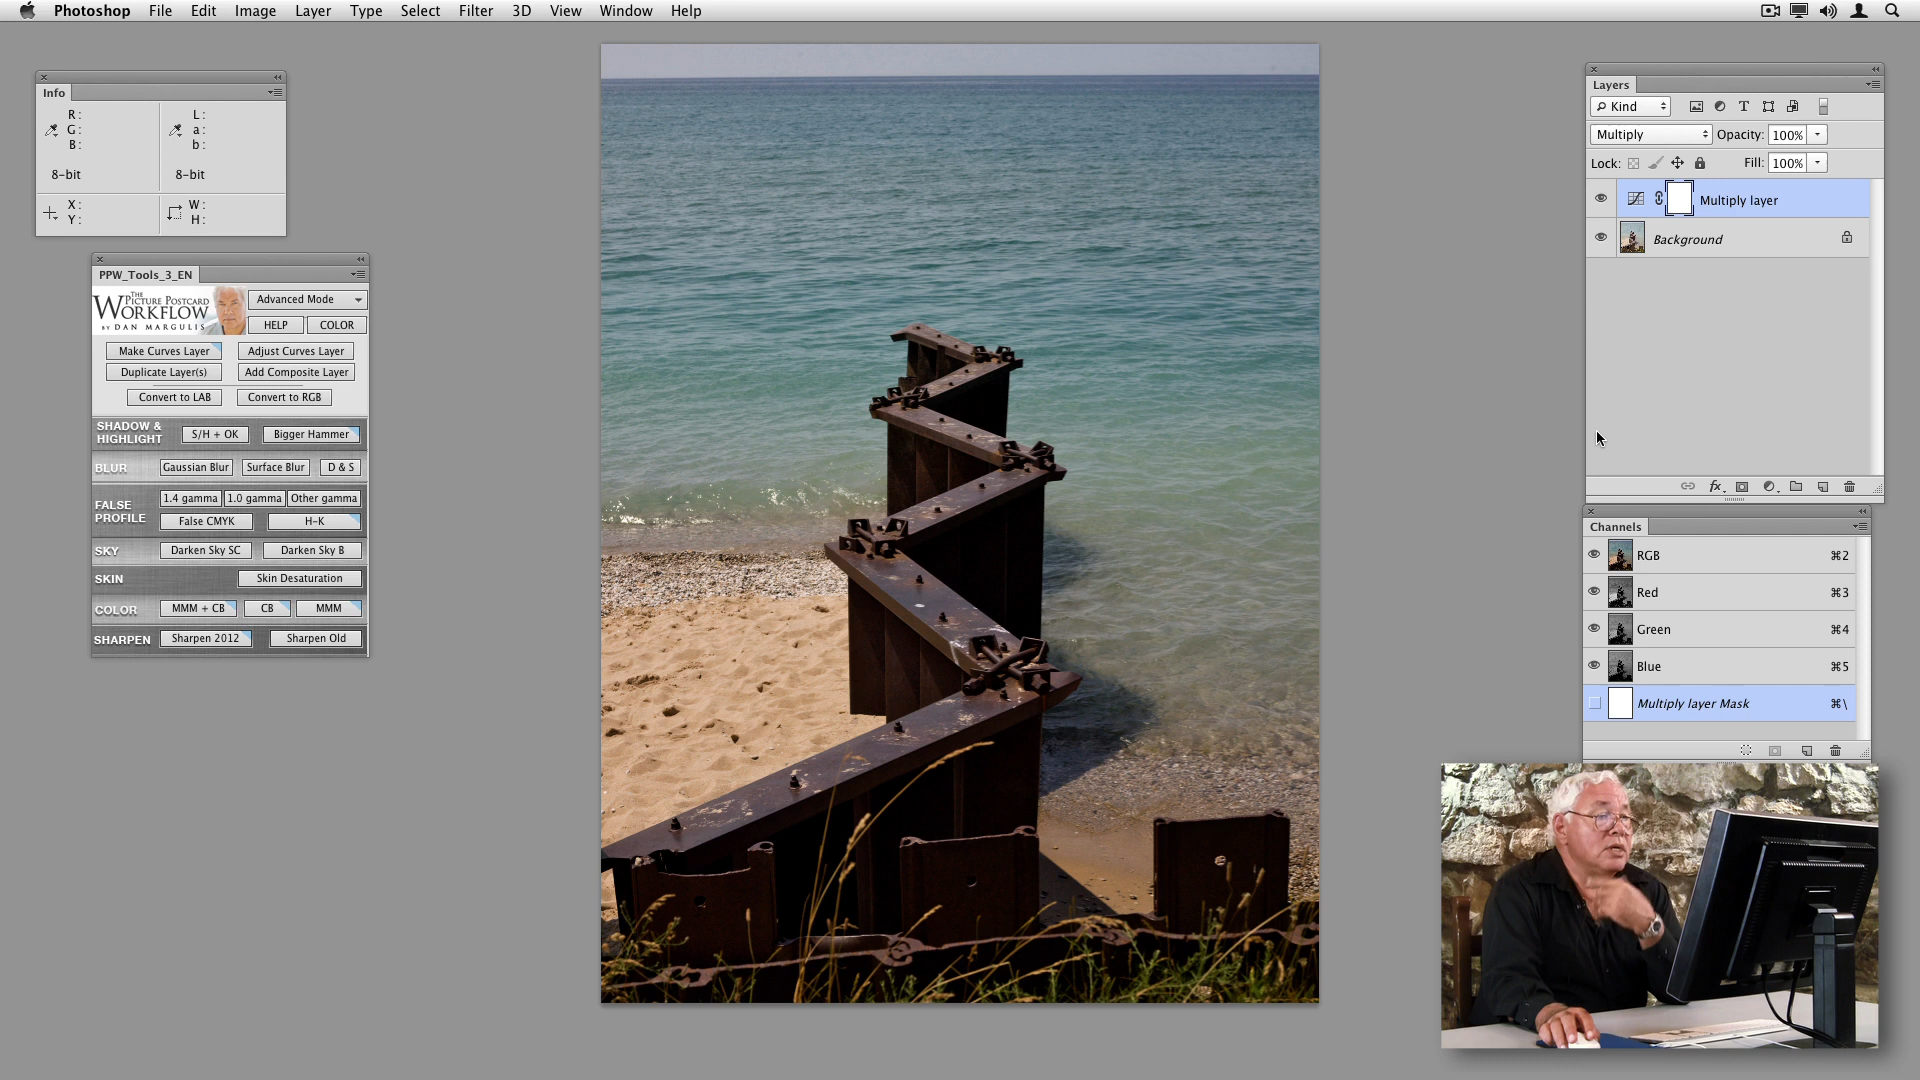 Photoshop File Edit Image Layer Type Select Filter 3D View Window Help
Info
R:
G:
B:
8-bit
L:
a:
b:
8-bit
X:
Y:
W:
H:
PPW_Tools_3_EN
THE
PICTURE POSTCARD
WORKFLOW
BY DAN MARGULIS
Advanced Mode
HELP COLOR
Make Curves Layer Adjust Curves Layer
Duplicate Layer(s) Add Composite Layer
Convert to LAB Convert to RGB
SHADOW &
HIGHLIGHT
S/H + OK Bigger Hammer
BLUR Gaussian Blur Surface Blur D & S
FALSE
PROFILE
1.4 gamma 1.0 gamma Other gamma
False CMYK H-K
SKY Darken Sky SC Darken Sky B
SKIN Skin Desaturation
COLOR MMM + CB CB MMM
SHARPEN Sharpen 2012 Sharpen Old
Layers
Kind
Multiply Opacity: 100%
Lock: Fill: 100%
Multiply layer
Background
fx
Channels
RGB ⌘2
Red ⌘3
Green ⌘4
Blue ⌘5
Multiply layer Mask ⌘\